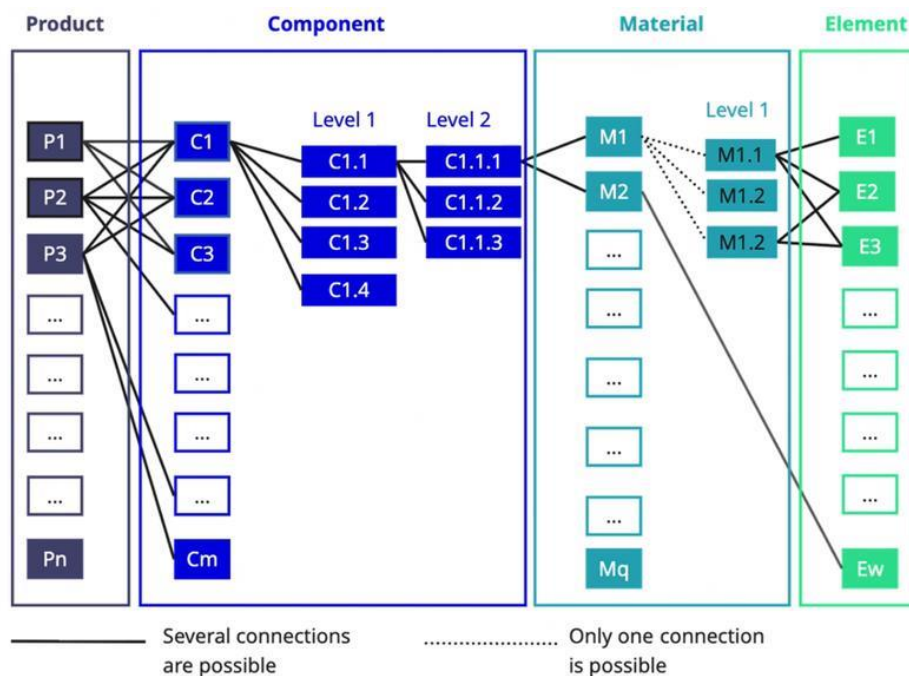 Product Component Material Element
Level 1
Level 1 Level 2
P1 C1 M1 E1
C1.1 C1.1.1 M1.1
P2 C2 M2 M1.2 E2
C1.2 C1.1.2
P3 C3 C1.3 C1.1.3 ... M1.2 E3
... ... C1.4 ... ...
... ... ... ...
... ... ... ...
... ... ... ...
Pn Cm Mq Ew
Several connections
are possible
Only one connection
is possible